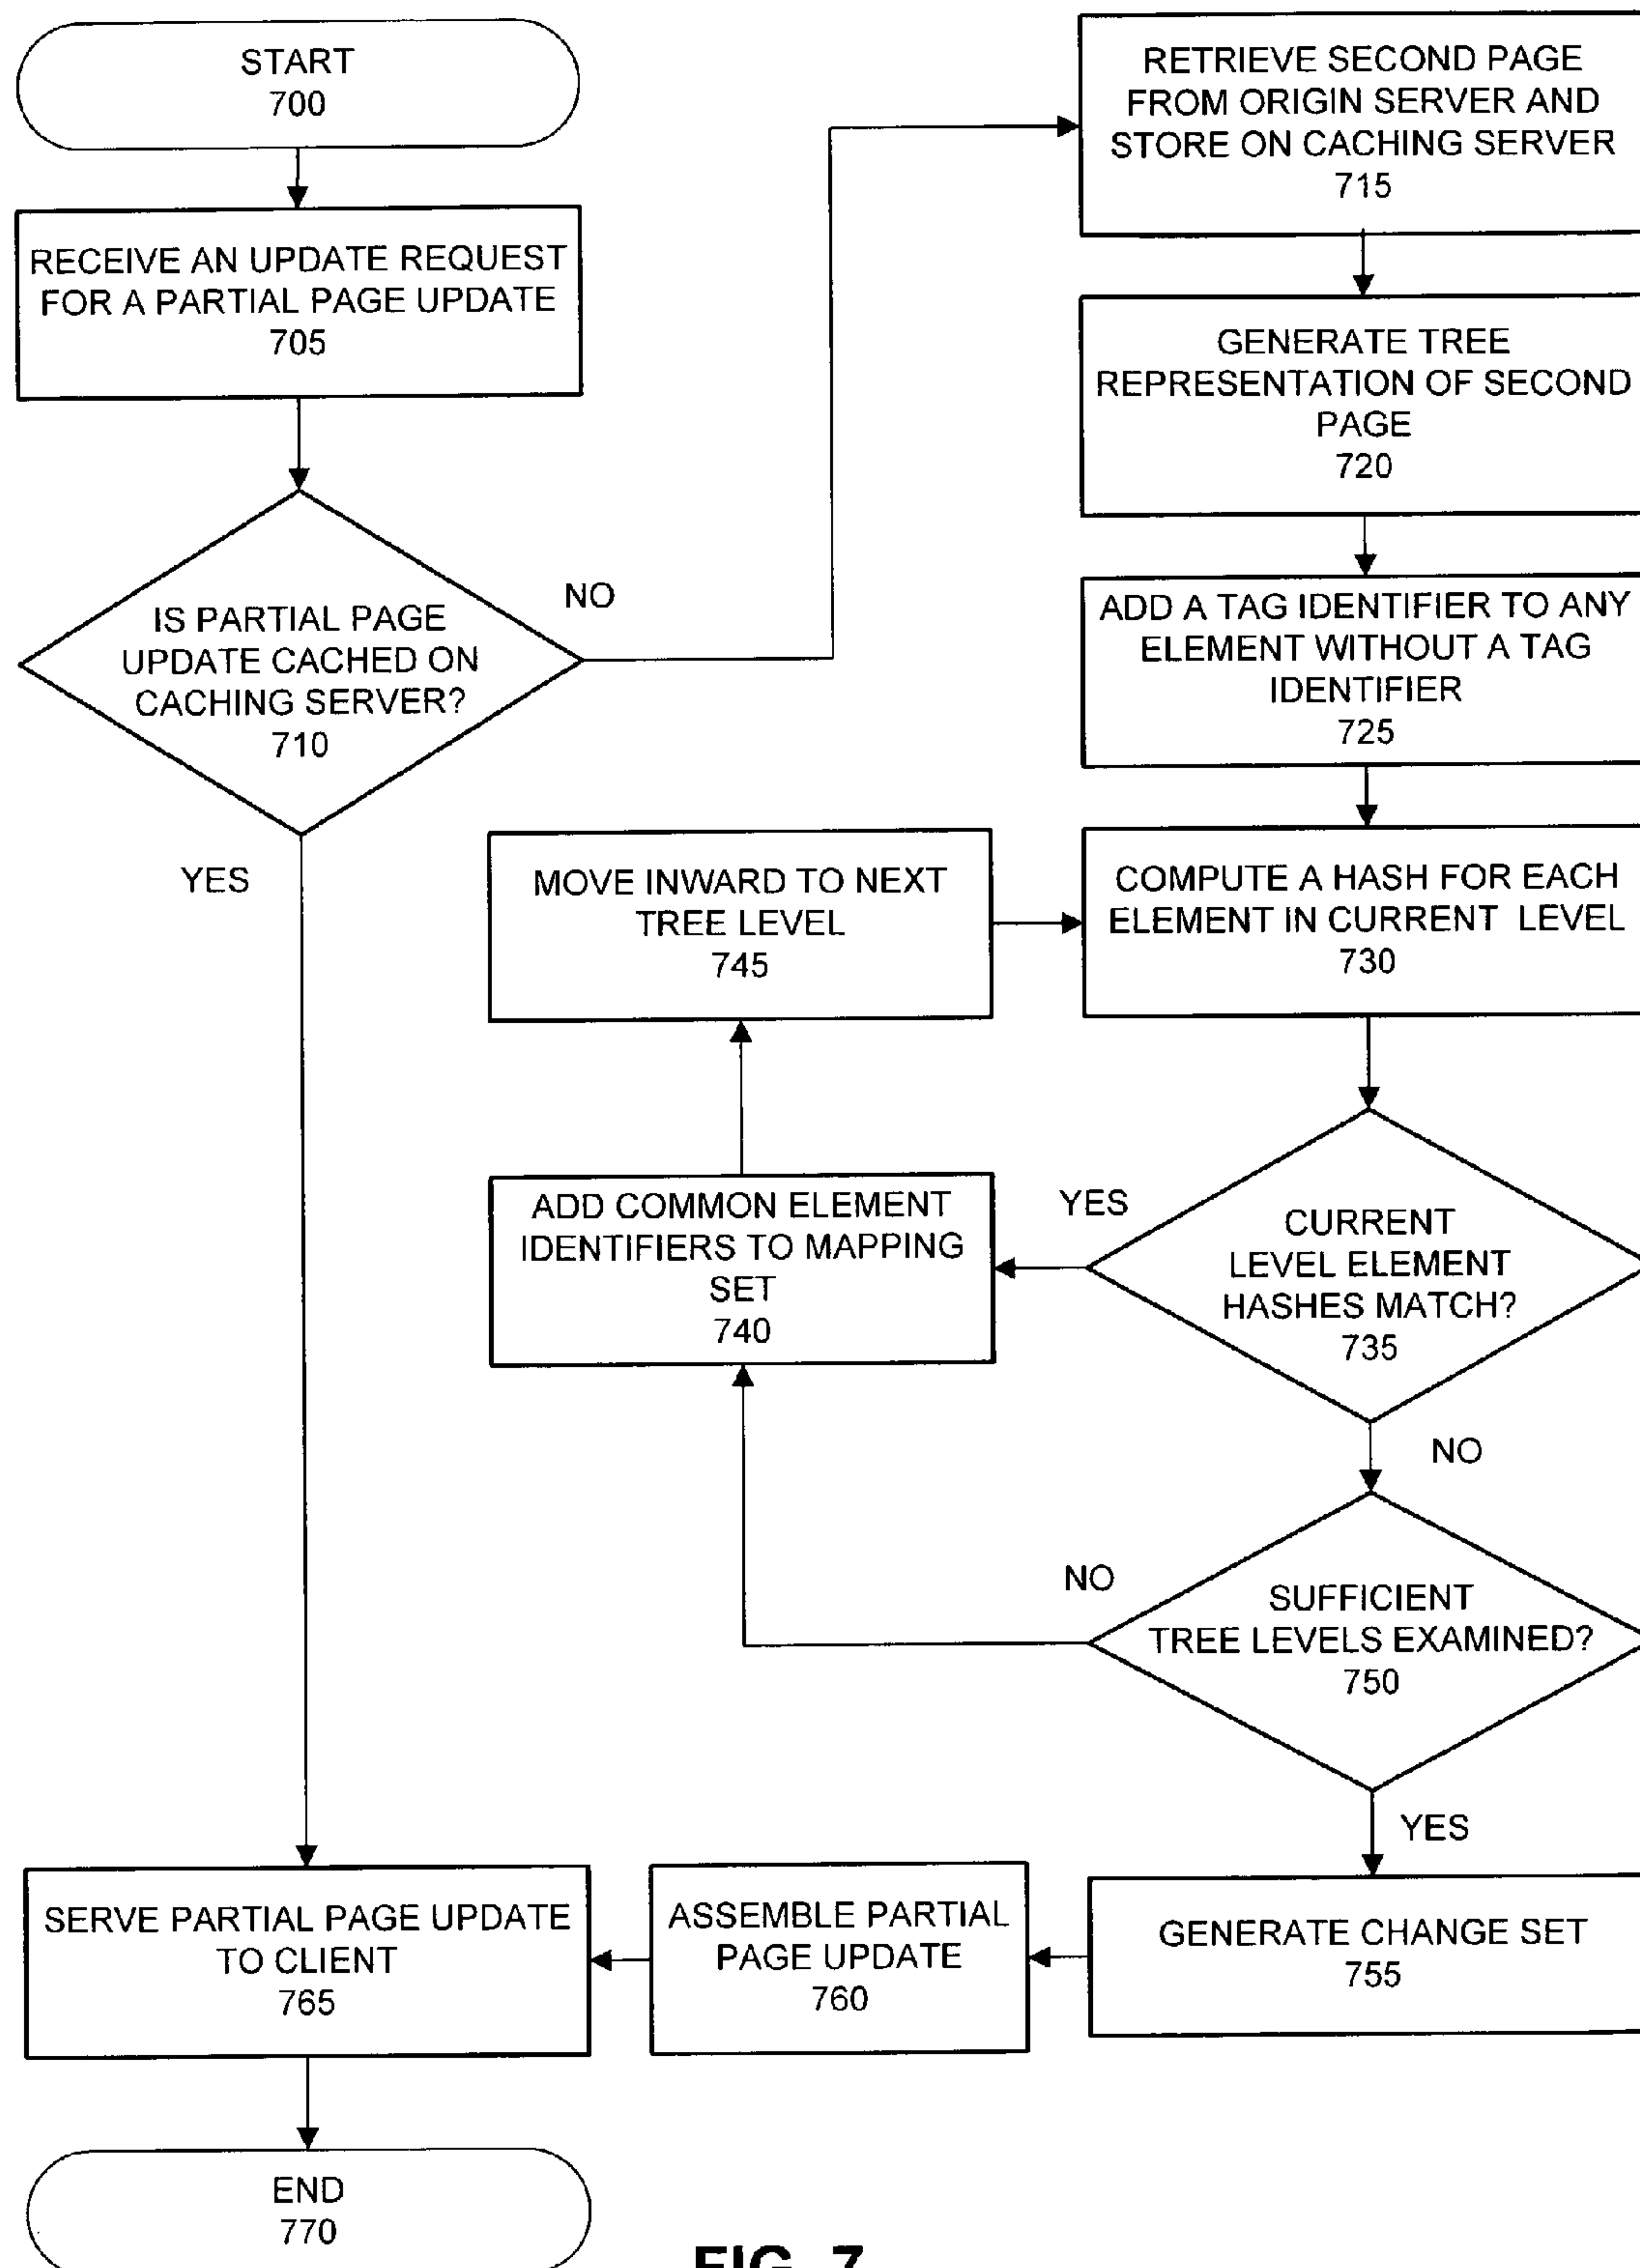 START
700
RECEIVE AN UPDATE REQUEST
FOR A PARTIAL PAGE UPDATE
705
IS PARTIAL PAGE
UPDATE CACHED ON
CACHING SERVER?
710
NO
YES
RETRIEVE SECOND PAGE
FROM ORIGIN SERVER AND
STORE ON CACHING SERVER
715
GENERATE TREE
REPRESENTATION OF SECOND
PAGE
720
ADD A TAG IDENTIFIER TO ANY
ELEMENT WITHOUT A TAG
IDENTIFIER
725
COMPUTE A HASH FOR EACH
ELEMENT IN CURRENT LEVEL
730
MOVE INWARD TO NEXT
TREE LEVEL
745
CURRENT
LEVEL ELEMENT
HASHES MATCH?
735
YES
NO
ADD COMMON ELEMENT
IDENTIFIERS TO MAPPING
SET
740
SUFFICIENT
TREE LEVELS EXAMINED?
750
NO
YES
GENERATE CHANGE SET
755
ASSEMBLE PARTIAL
PAGE UPDATE
760
SERVE PARTIAL PAGE UPDATE
TO CLIENT
765
END
770
FIG. 7